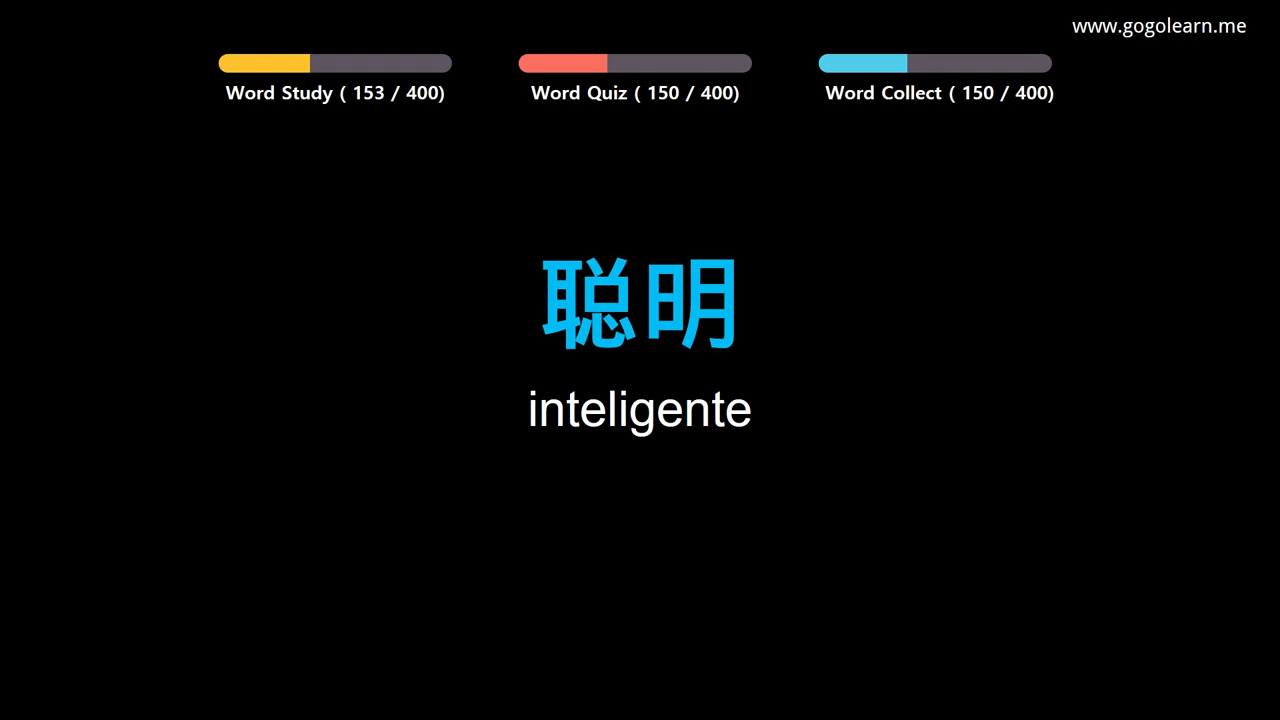 www.gogolearn.me
Word Study ( 153 / 400)
Word Quiz ( 150 / 400)
Word Collect ( 150 / 400)
聪明
inteligente